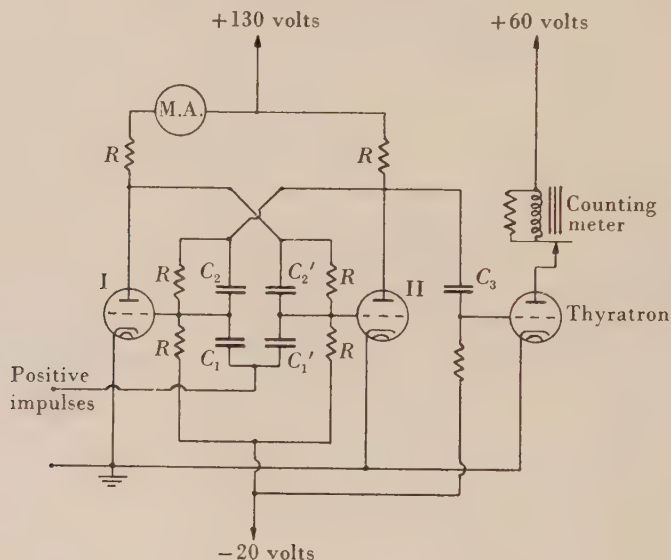 +130 volts
+60 volts
M.A.
R
R
Counting
meter
R
C₂
C₂′
R
C₃
I
II
Thyratron
R
C₁
C₁′
R
Positive
impulses
−20 volts